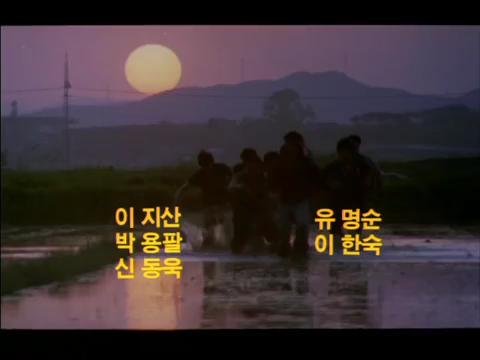 이 지산
박 용팔
신 동욱
유 명순
이 한숙